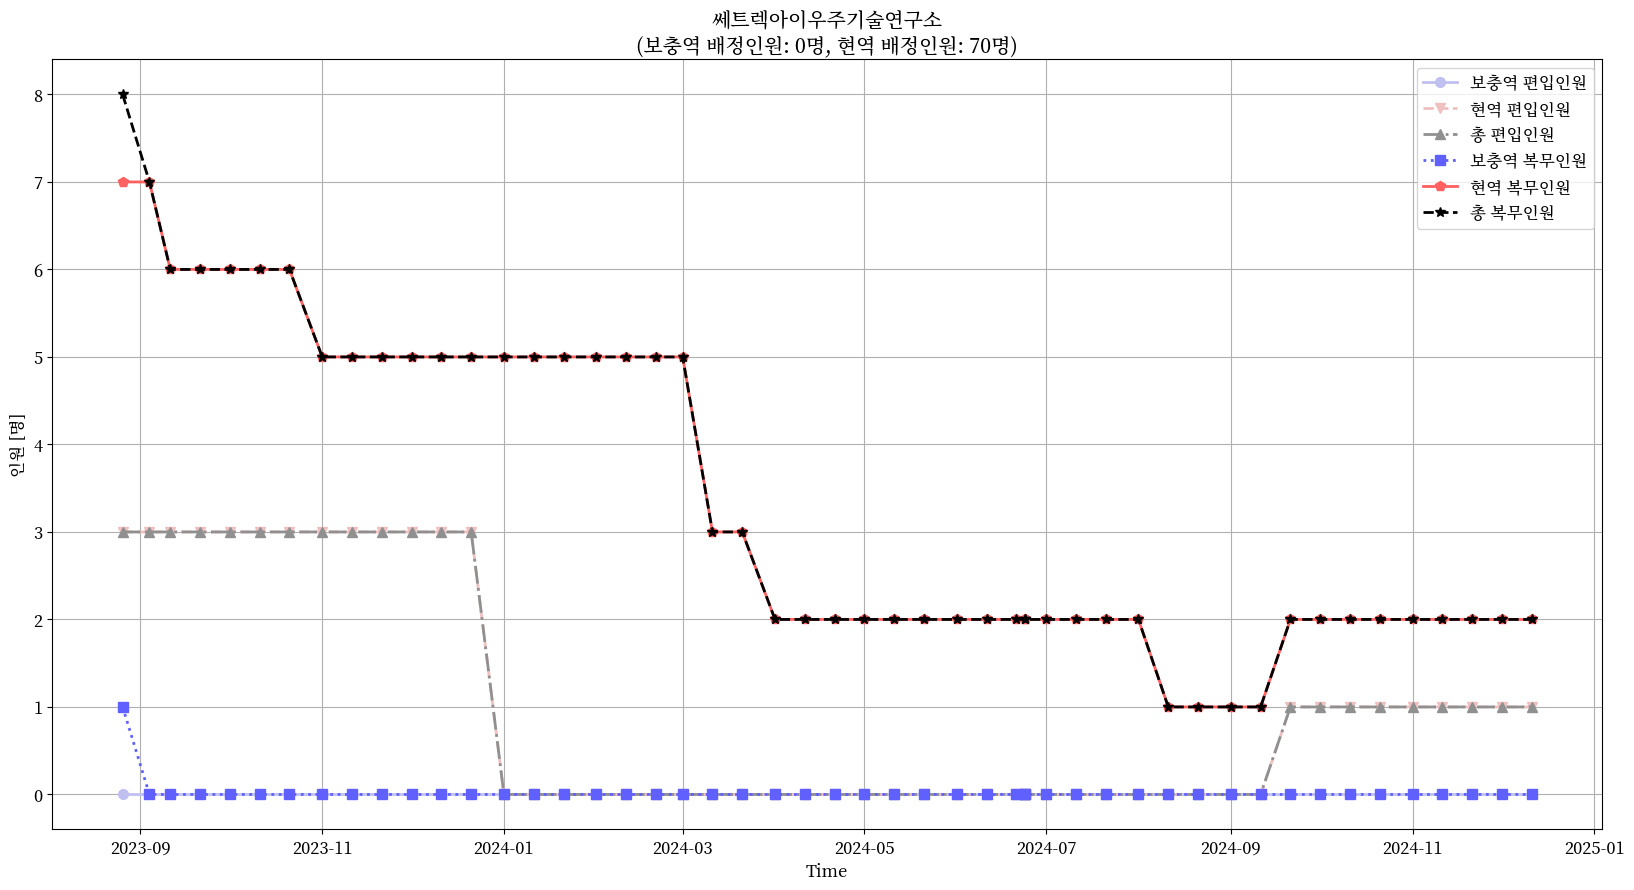 쎄트렉아이우주기술연구소
(보충역 배정인원: 0명, 현역 배정인원: 70명)
보충역 편입인원
현역 편입인원
총 편입인원
보충역 복무인원
현역 복무인원
총 복무인원
8
7
6
5
4
3
2
1
0
인원 [명]
2023-09
2023-11
2024-01
2024-03
2024-05
2024-07
2024-09
2024-11
2025-01
Time